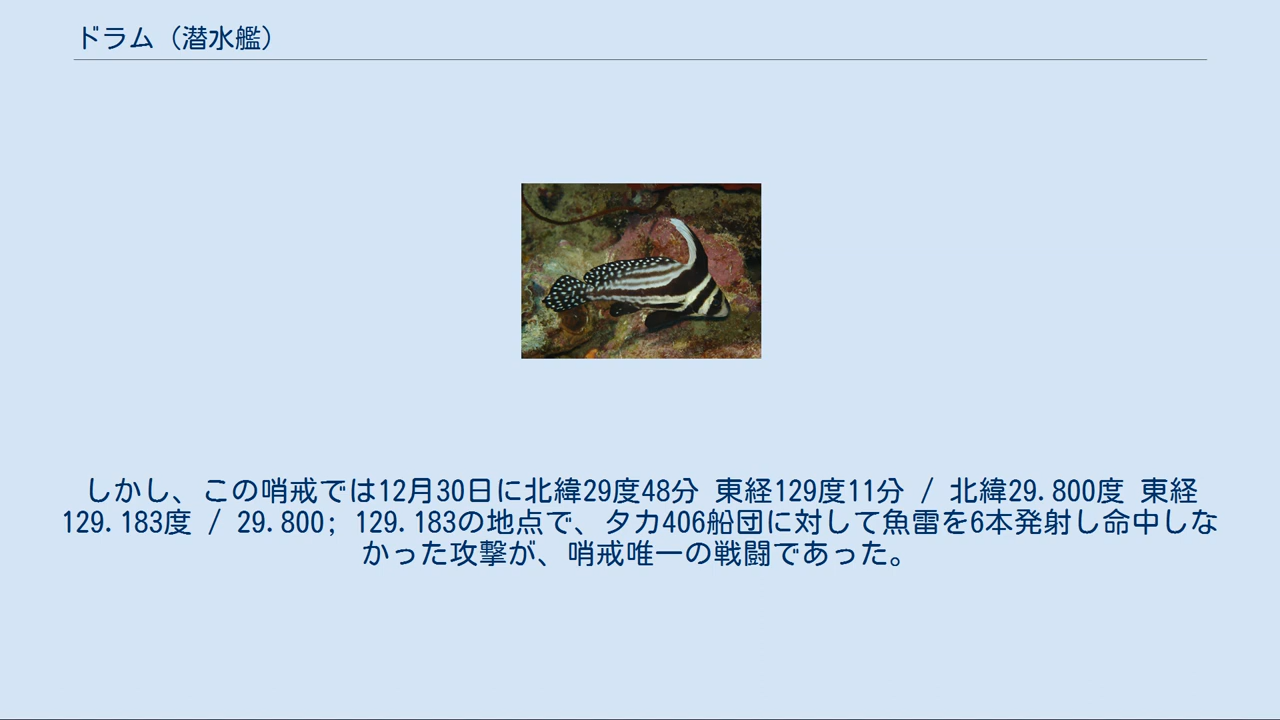 ドラム（潜水艦）
しかし、この哨戒では12月30日に北緯29度48分 東経129度11分 / 北緯29.800度 東経
129.183度 / 29.800; 129.183の地点で、タカ406船団に対して魚雷を6本発射し命中しな
かった攻撃が、哨戒唯一の戦闘であった。